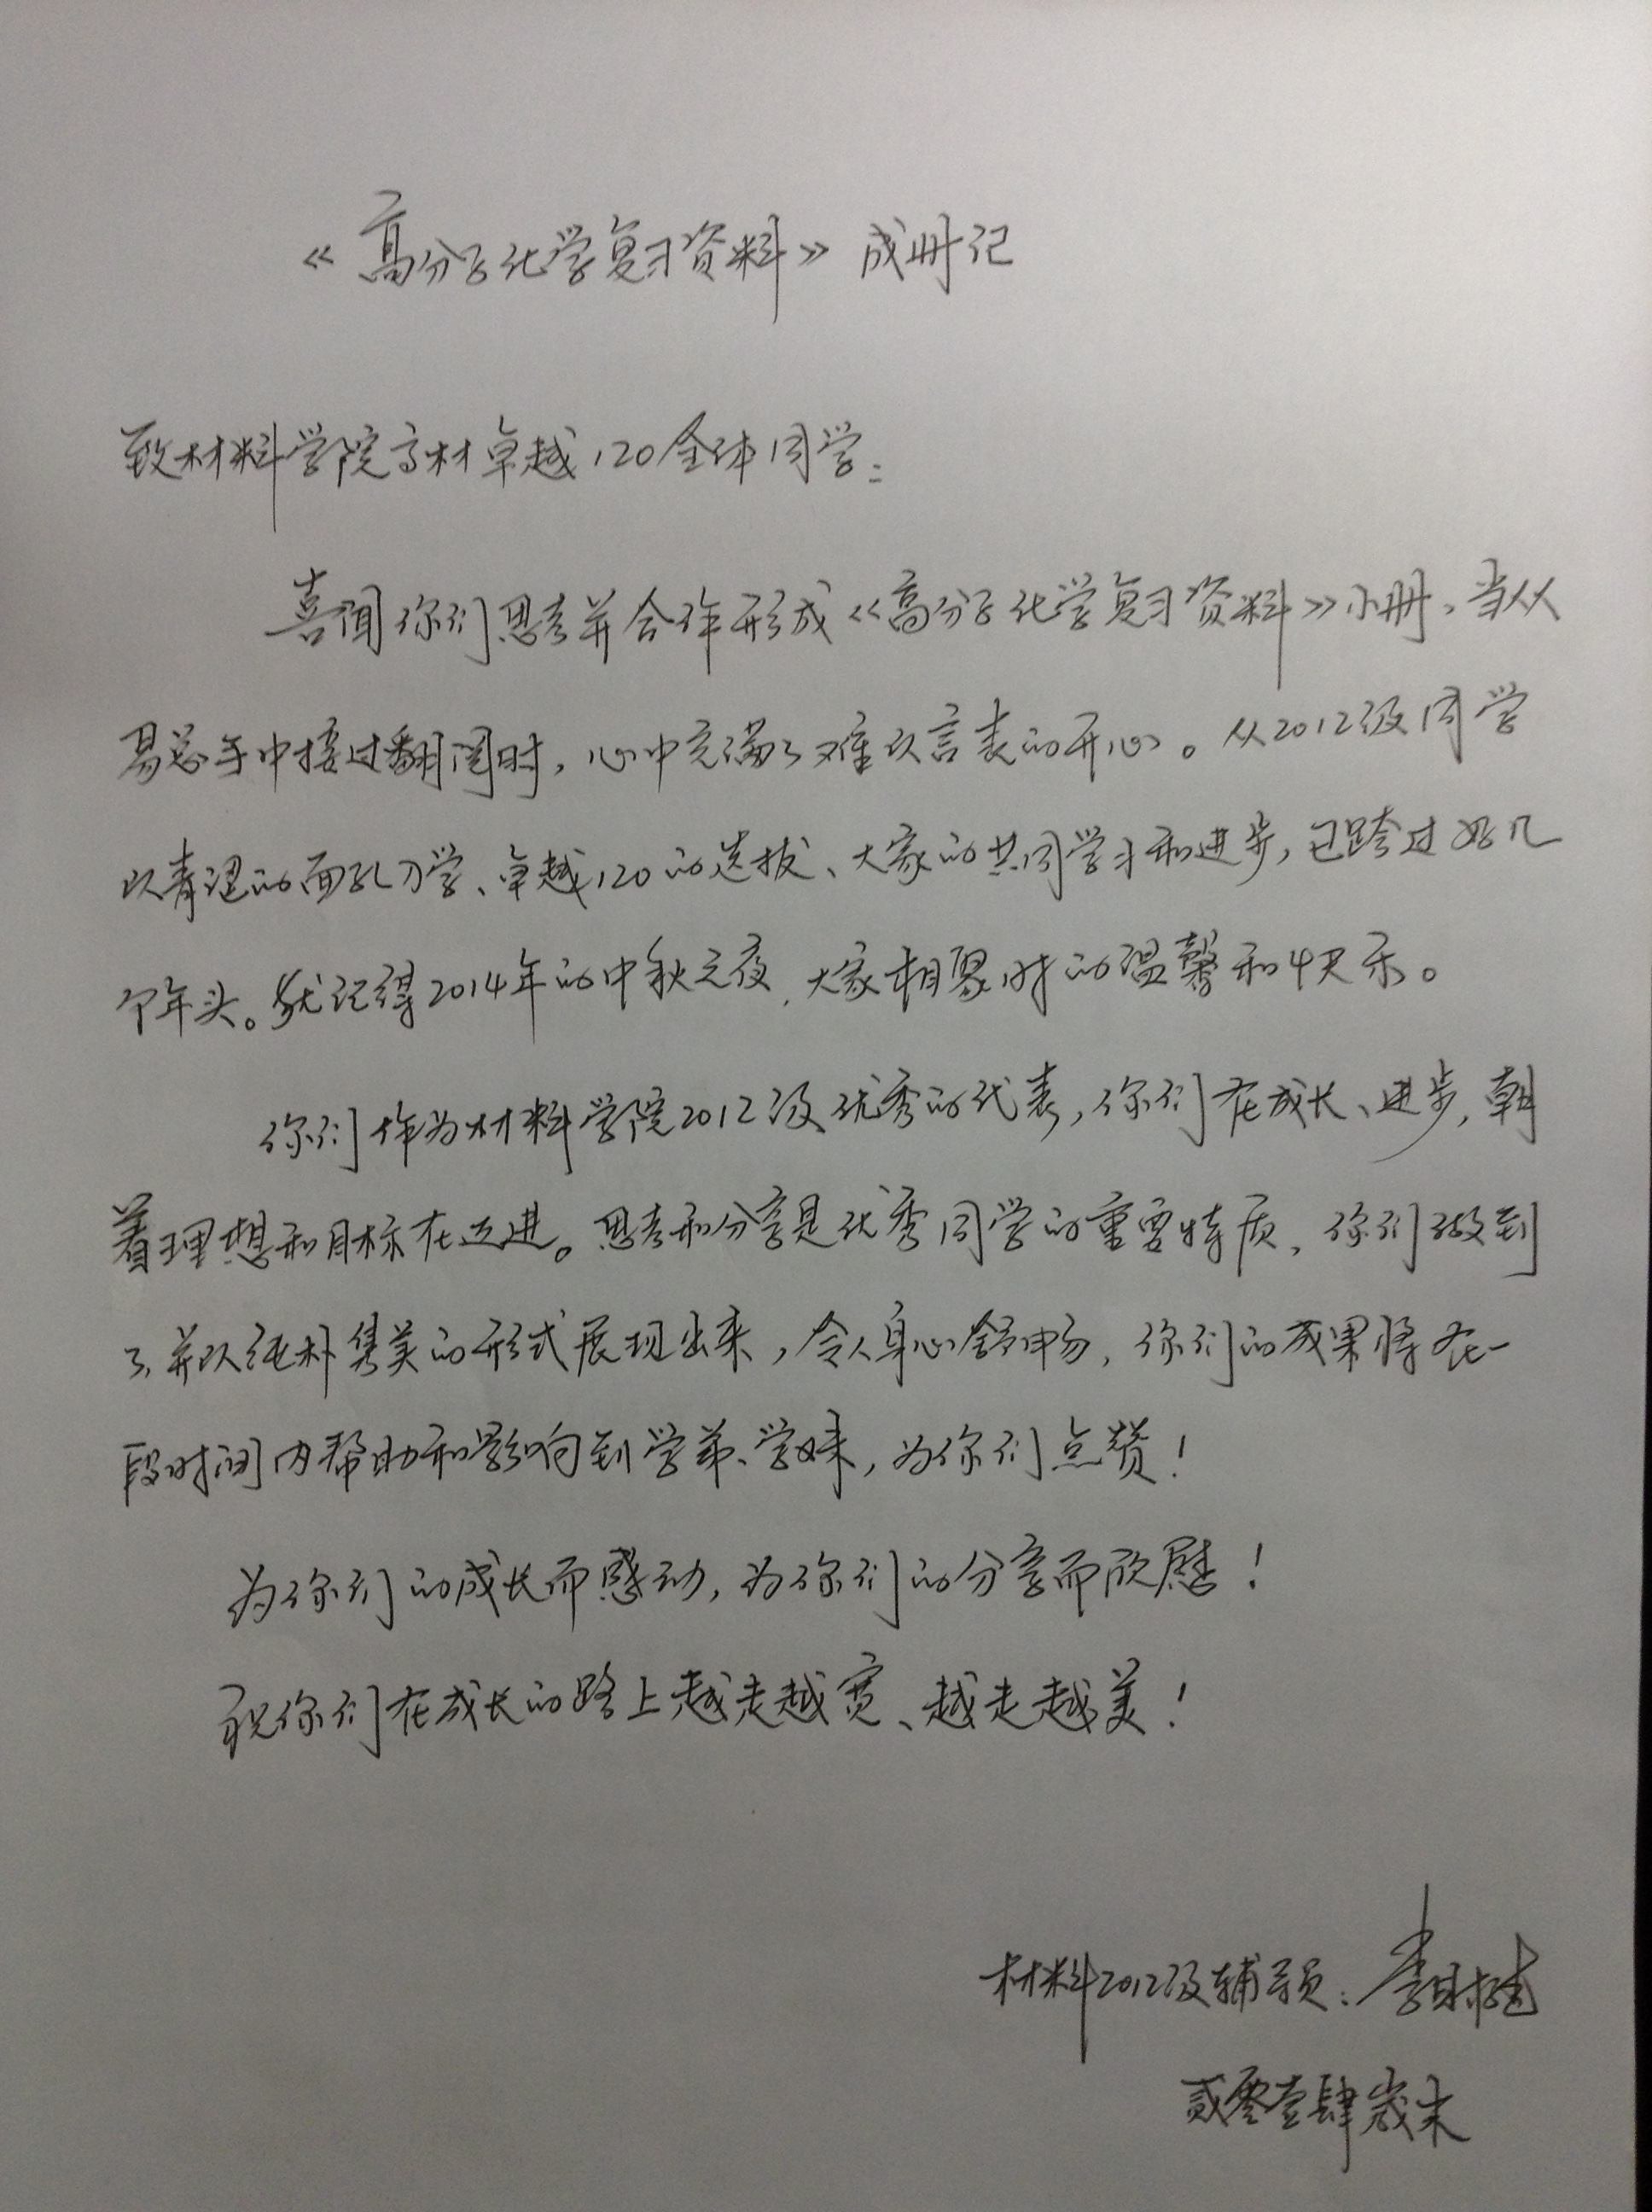 《高分子化学复习资料》成册记
致材料学院高材卓越120全体同学:
喜闻你们思考并合作形成《高分子化学复习资料》小册,当从
易总手中接过翻阅时,心中充满了难以言表的开心。从2012级同学
以青涩的面孔入学、卓越120的选拔、大家的共同学习和进步,已跨过好几
个年头。犹记得2014年的中秋之夜,大家相聚时的温馨和快乐。
你们作为材料学院2012级优秀的代表,你们在成长、进步,朝
着理想和目标在迈进。思考和分享是优秀同学的重要特质,你们做到
了,并以纯朴隽美的形式展现出来,令人身心舒畅,你们的成果将在一
段时间内帮助和影响到学弟、学妹,为你们点赞!
为你们的成长而感动,为你们的分享而欣慰!
祝你们在成长的路上越走越宽、越走越美!
材料2012级辅导员:李
贰零壹肆岁末